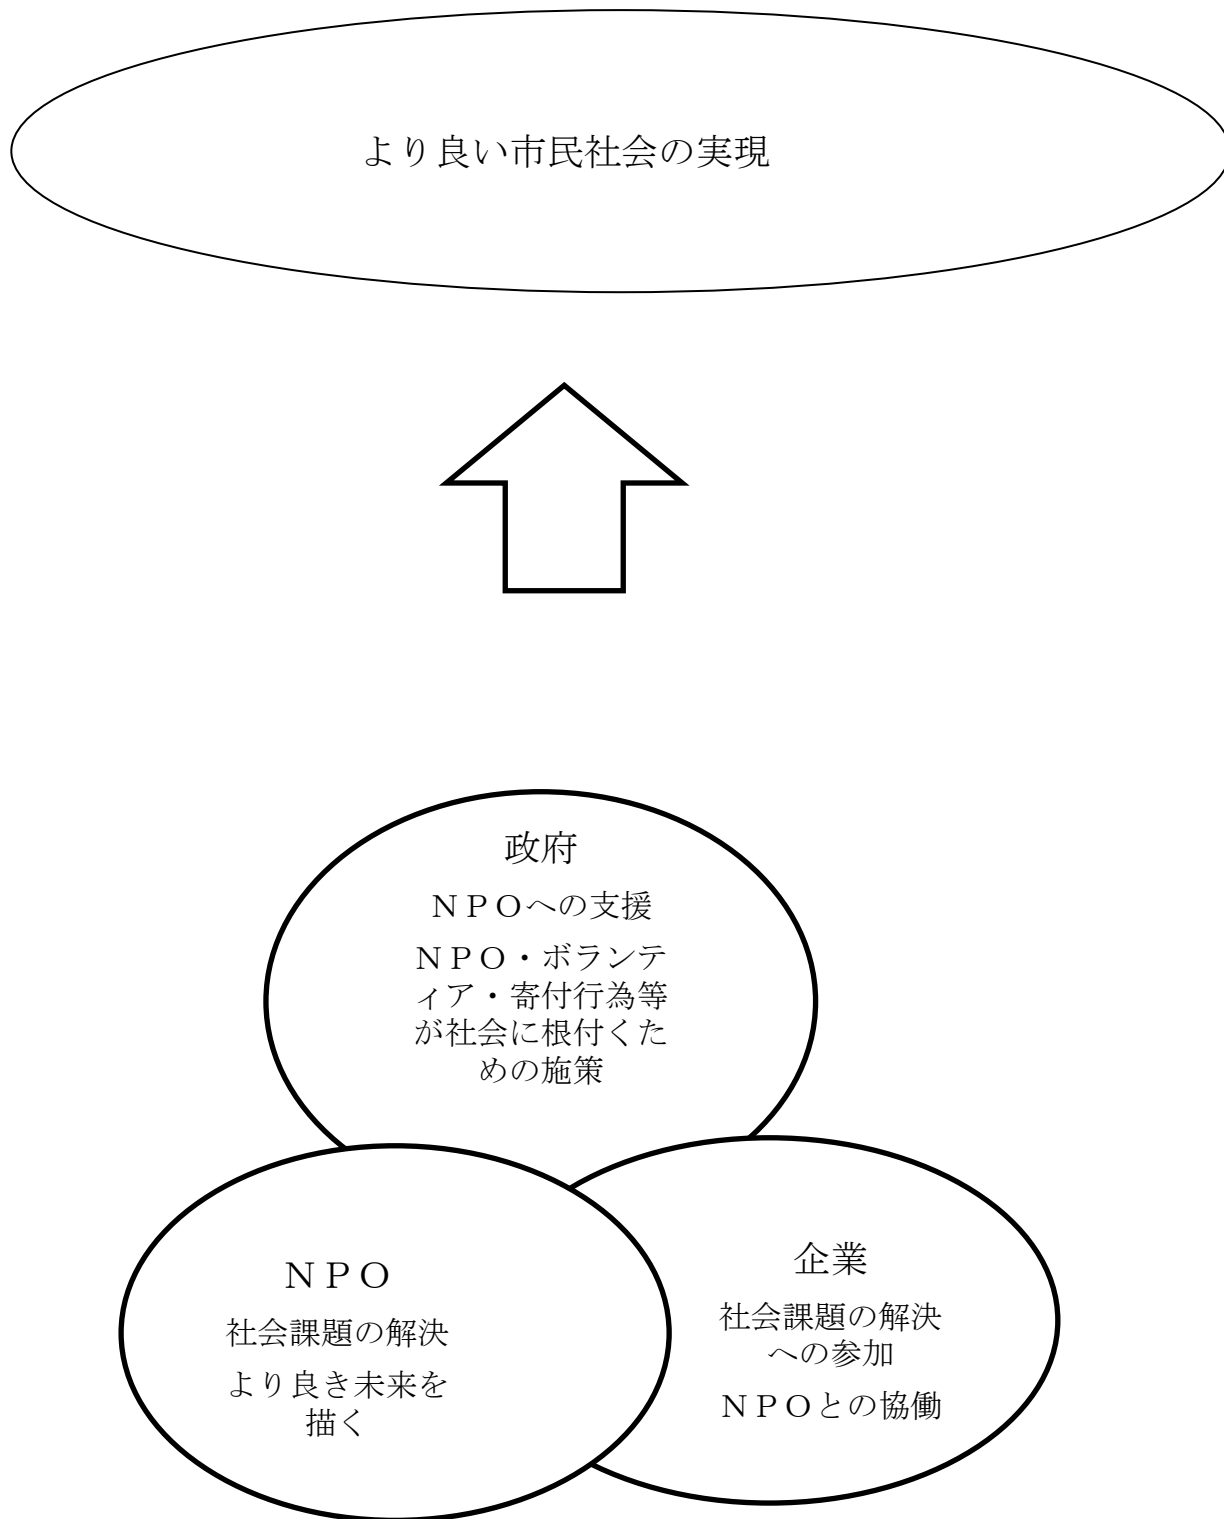 より良い市民社会の実現
政府
ＮＰＯへの支援
ＮＰＯ・ボランテ
ィア・寄付行為等
が社会に根付くた
めの施策
ＮＰＯ
社会課題の解決
より良き未来を
描く
企業
社会課題の解決
への参加
ＮＰＯとの協働